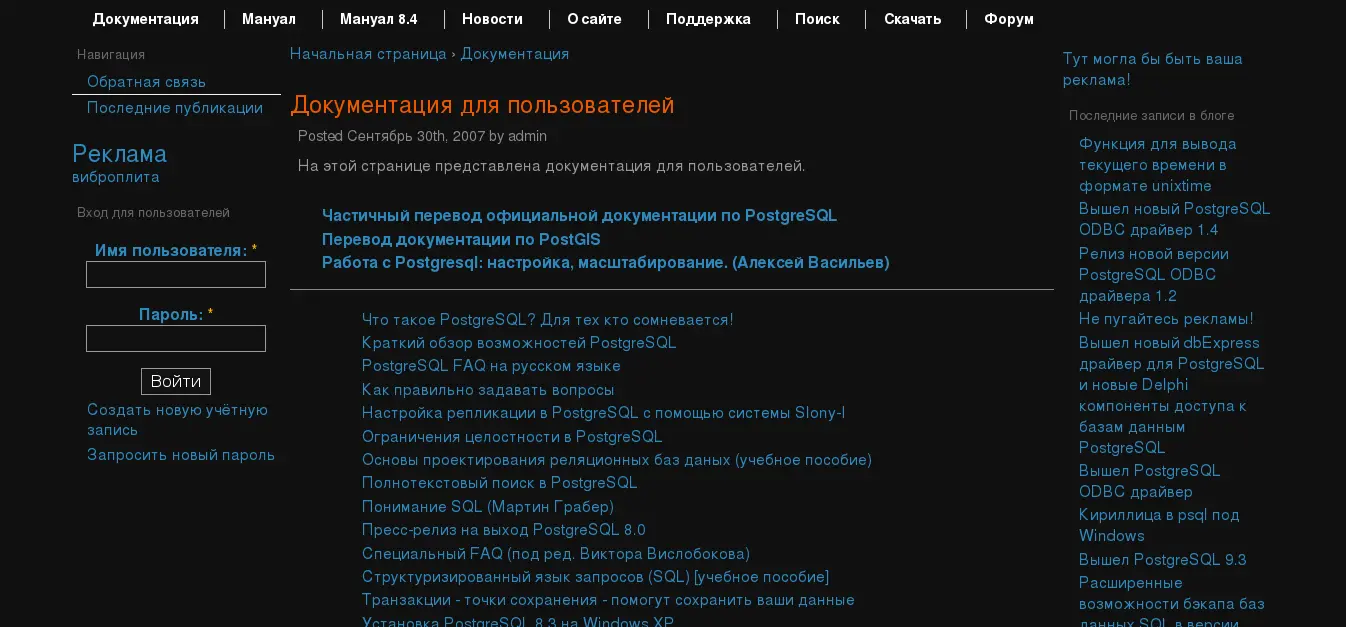 Документация
Мануал
Мануал 8.4
Новости
О сайте
Поддержка
Поиск
Скачать
Форум
Навигация
Обратная связь
Последние публикации
Реклама
виброплита
Вход для пользователей
Имя пользователя: *
Пароль: *
Войти
Создать новую учётную
запись
Запросить новый пароль
Начальная страница › Документация
Документация для пользователей
Posted Сентябрь 30th, 2007 by admin
На этой странице представлена документация для пользователей.
Частичный перевод официальной документации по PostgreSQL
Перевод документации по PostGIS
Работа с Postgresql: настройка, масштабирование. (Алексей Васильев)
Что такое PostgreSQL? Для тех кто сомневается!
Краткий обзор возможностей PostgreSQL
PostgreSQL FAQ на русском языке
Как правильно задавать вопросы
Настройка репликации в PostgreSQL с помощью системы Slony-I
Ограничения целостности в PostgreSQL
Основы проектирования реляционных баз даных (учебное пособие)
Полнотекстовый поиск в PostgreSQL
Понимание SQL (Мартин Грабер)
Пресс-релиз на выход PostgreSQL 8.0
Специальный FAQ (под ред. Виктора Вислобокова)
Структуризированный язык запросов (SQL) [учебное пособие]
Транзакции - точки сохранения - помогут сохранить ваши данные
Установка PostgreSQL 8.3 на Windows XP
Тут могла бы быть ваша
реклама!
Последние записи в блоге
Функция для вывода
текущего времени в
формате unixtime
Вышел новый PostgreSQL
ODBC драйвер 1.4
Релиз новой версии
PostgreSQL ODBC
драйвера 1.2
Не пугайтесь рекламы!
Вышел новый dbExpress
драйвер для PostgreSQL
и новые Delphi
компоненты доступа к
базам данным
PostgreSQL
Вышел PostgreSQL
ODBC драйвер
Кириллица в psql под
Windows
Вышел PostgreSQL 9.3
Расширенные
возможности бэкапа баз
данных SQL в версии